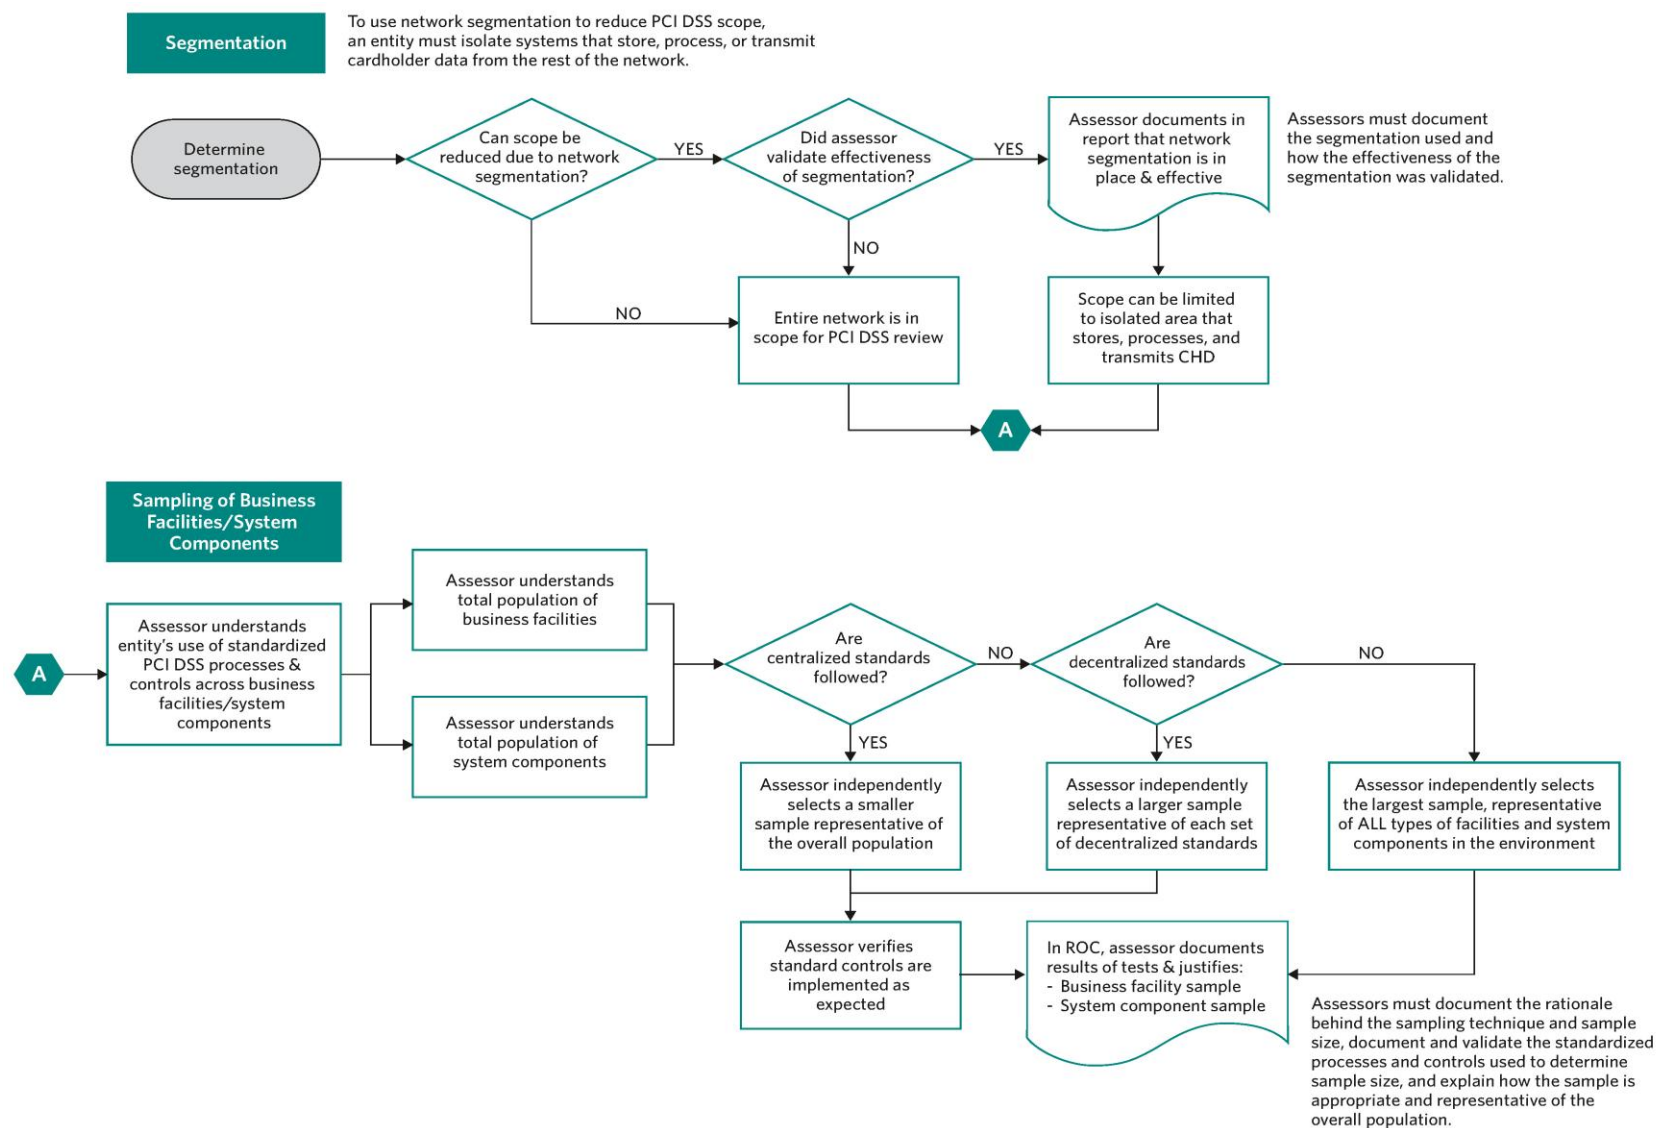 Segmentation
To use network segmentation to reduce PCI DSS scope,
an entity must isolate systems that store, process, or transmit
cardholder data from the rest of the network.
Determine
segmentation
Can scope be
reduced due to network
segmentation?
YES
Did assessor
validate effectiveness
of segmentation?
YES
Assessor documents in
report that network
segmentation is in
place & effective
Assessors must document
the segmentation used and
how the effectiveness of the
segmentation was validated.
NO
NO
Entire network is in
scope for PCI DSS review
Scope can be limited
to isolated area that
stores, processes, and
transmits CHD
A
Sampling of Business
Facilities/System
Components
A
Assessor understands
entity's use of standardized
PCI DSS processes &
controls across business
facilities/system
components
Assessor understands
total population of
business facilities
Assessor understands
total population of
system components
Are
centralized standards
followed?
NO
Are
decentralized standards
followed?
NO
YES
YES
Assessor independently
selects a smaller
sample representative of
the overall population
Assessor independently
selects a larger sample
representative of each set
of decentralized standards
Assessor independently selects
the largest sample, representative
of ALL types of facilities and system
components in the environment
Assessor verifies
standard controls are
implemented as
expected
In ROC, assessor documents
results of tests & justifies:
- Business facility sample
- System component sample
Assessors must document the rationale
behind the sampling technique and sample
size, document and validate the standardized
processes and controls used to determine
sample size, and explain how the sample is
appropriate and representative of the
overall population.